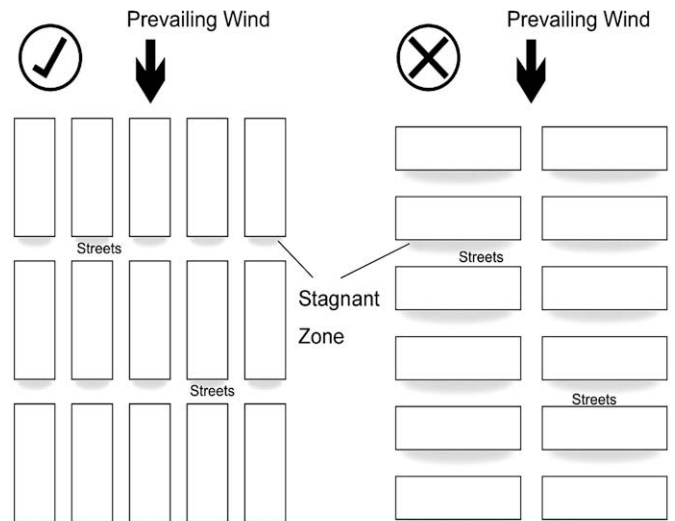 Prevailing Wind
Prevailing Wind
Streets
Streets
Stagnant
Zone
Streets
Streets